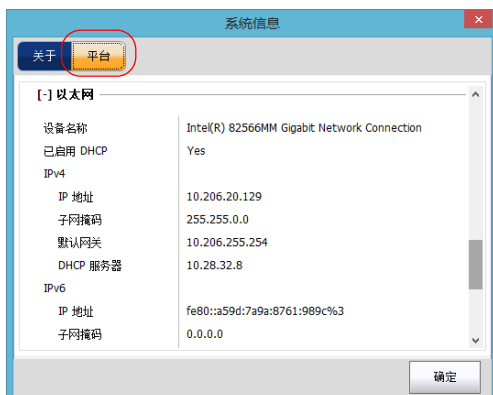 系统信息
关于 平台
[-] 以太网
设备名称 Intel(R) 82566MM Gigabit Network Connection
已启用 DHCP Yes
IPv4
IP 地址 10.206.20.129
子网掩码 255.255.0.0
默认网关 10.206.255.254
DHCP 服务器 10.28.32.8
IPv6
IP 地址 fe80::a59d:7a9a:8761:989c%3
子网掩码 0.0.0.0
确定